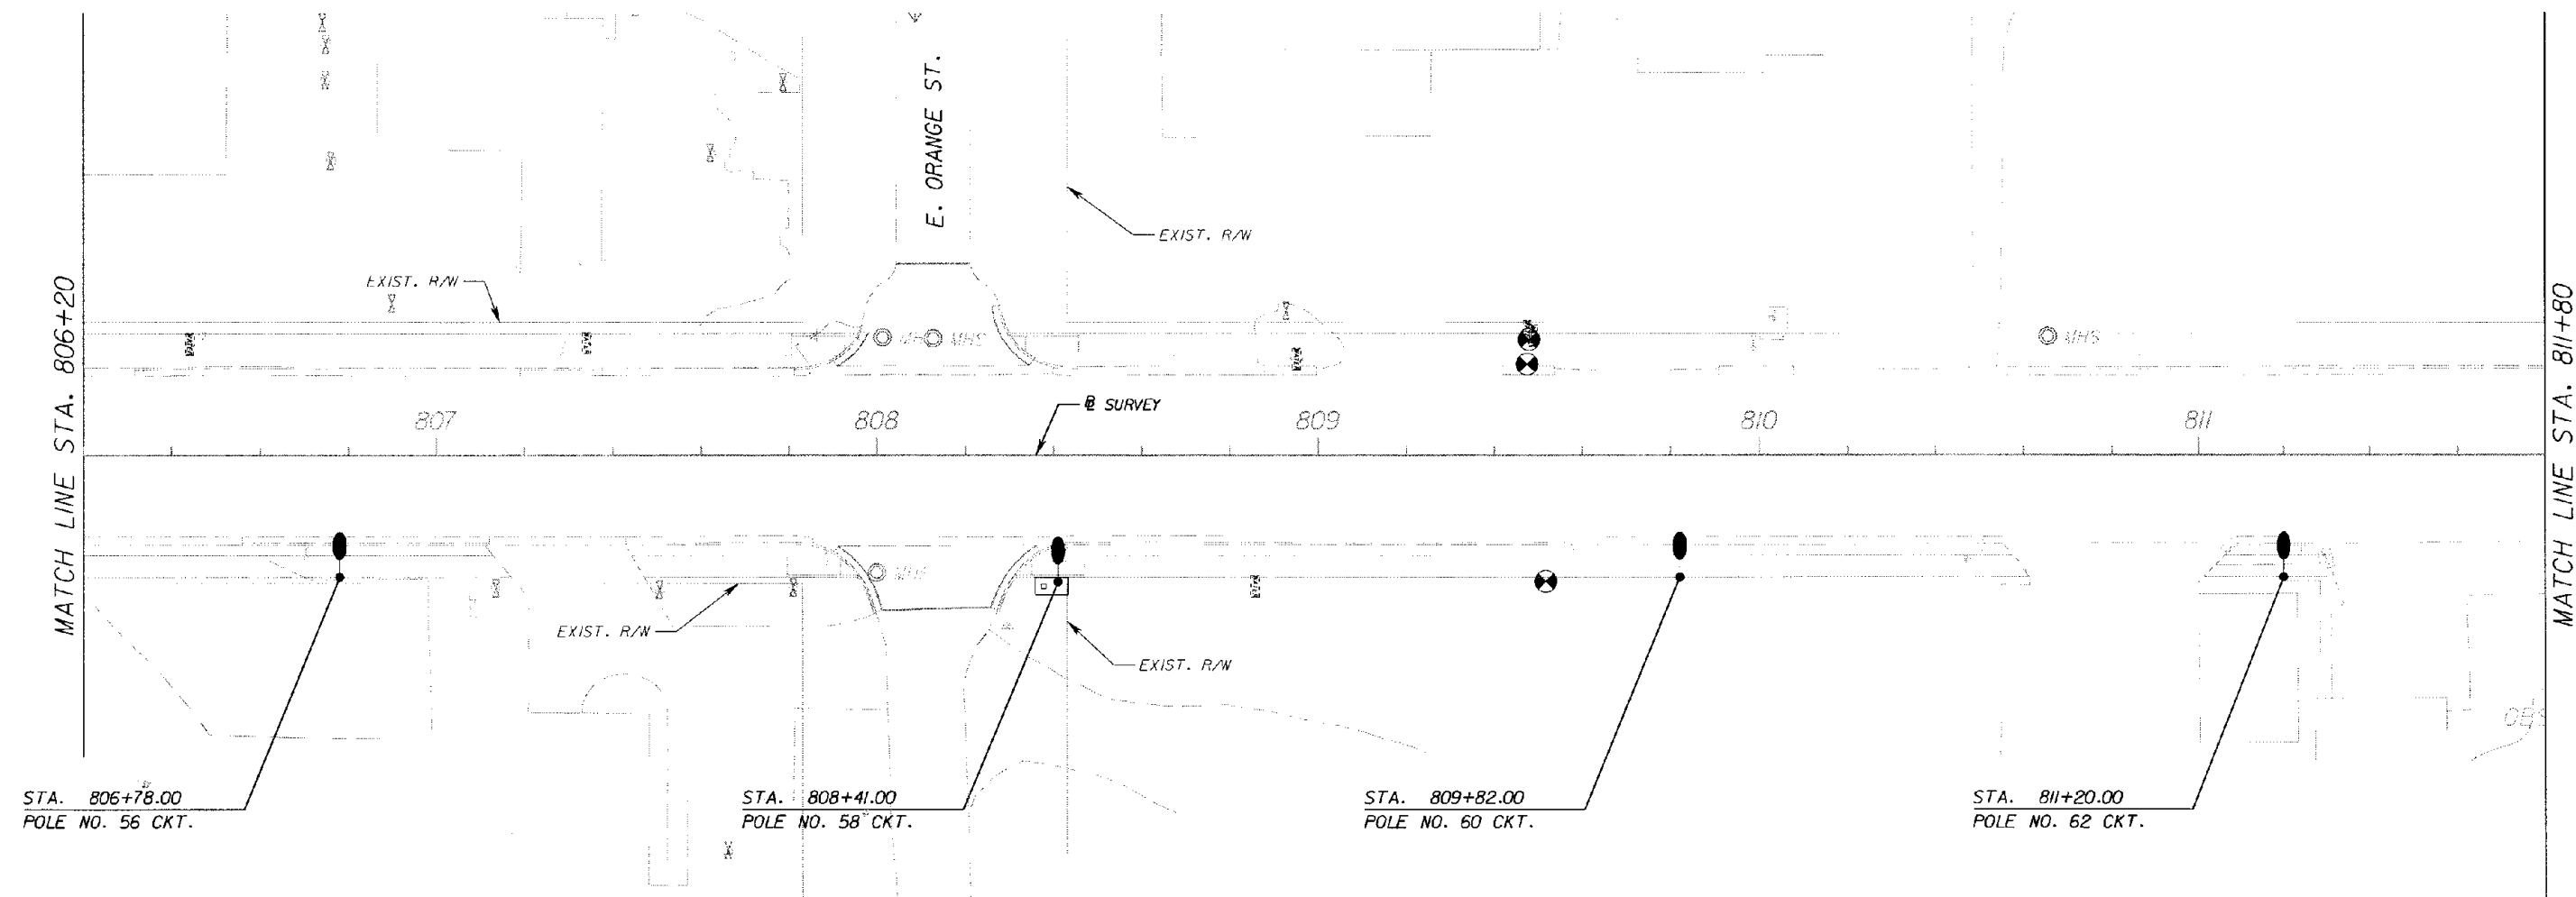 E. ORANGE ST.
EXIST. R/W
EXIST. R/W
MATCH LINE STA. 806+20
MATCH LINE STA. 811+80
MHS
MHS
℄ SURVEY
807
808
809
810
811
MHS
EXIST. R/W
EXIST. R/W
STA. 806+78.00
POLE NO. 56 CKT.
STA. 808+41.00
POLE NO. 58 CKT.
STA. 809+82.00
POLE NO. 60 CKT.
STA. 811+20.00
POLE NO. 62 CKT.